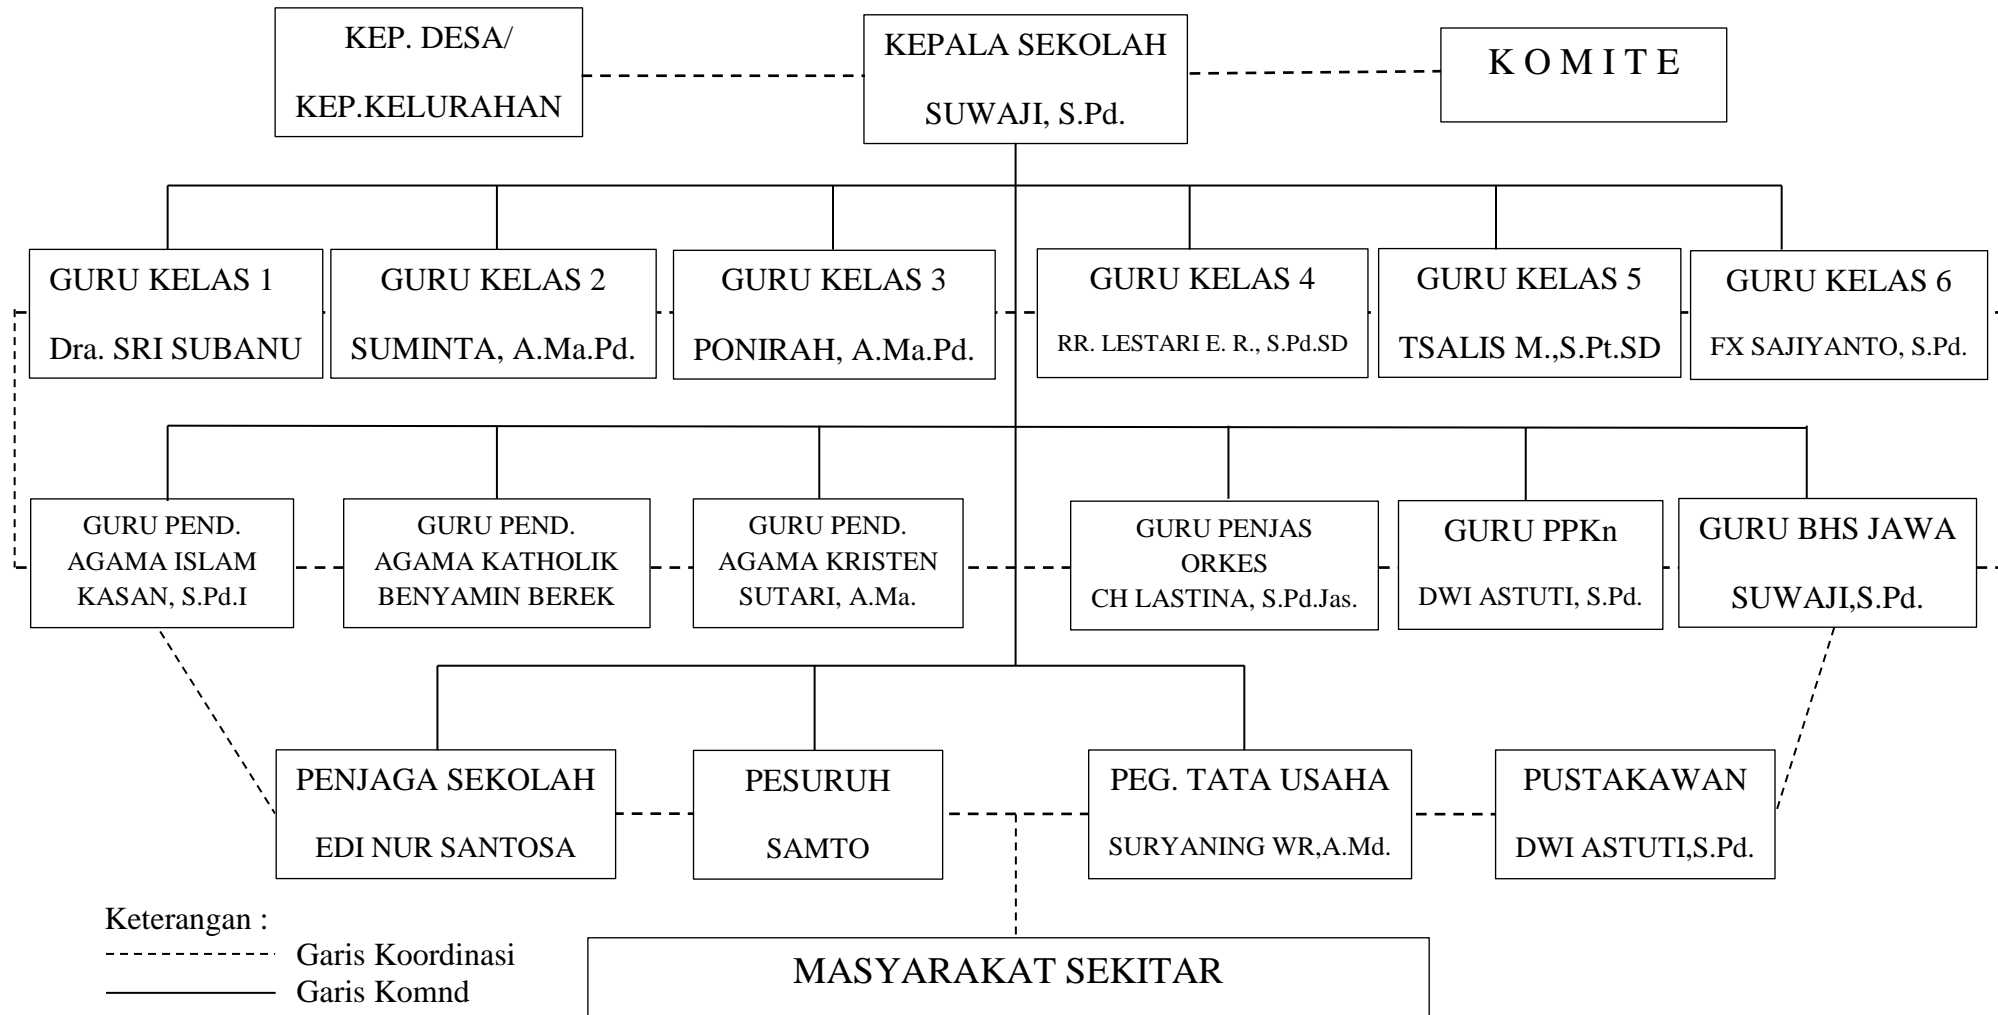 KEP. DESA/
KEP.KELURAHAN
KEPALA SEKOLAH
SUWAJI, S.Pd.
K O M I T E
GURU KELAS 1
Dra. SRI SUBANU
GURU KELAS 2
SUMINTA, A.Ma.Pd.
GURU KELAS 3
PONIRAH, A.Ma.Pd.
GURU KELAS 4
RR. LESTARI E. R., S.Pd.SD
GURU KELAS 5
TSALIS M.,S.Pt.SD
GURU KELAS 6
FX SAJIYANTO, S.Pd.
GURU PEND.
AGAMA ISLAM
KASAN, S.Pd.I
GURU PEND.
AGAMA KATHOLIK
BENYAMIN BEREK
GURU PEND.
AGAMA KRISTEN
SUTARI, A.Ma.
GURU PENJAS
ORKES
CH LASTINA, S.Pd.Jas.
GURU PPKn
DWI ASTUTI, S.Pd.
GURU BHS JAWA
SUWAJI,S.Pd.
PENJAGA SEKOLAH
EDI NUR SANTOSA
PESURUH
SAMTO
PEG. TATA USAHA
SURYANING WR,A.Md.
PUSTAKAWAN
DWI ASTUTI,S.Pd.
Keterangan :
Garis Koordinasi
Garis Komnd
MASYARAKAT SEKITAR